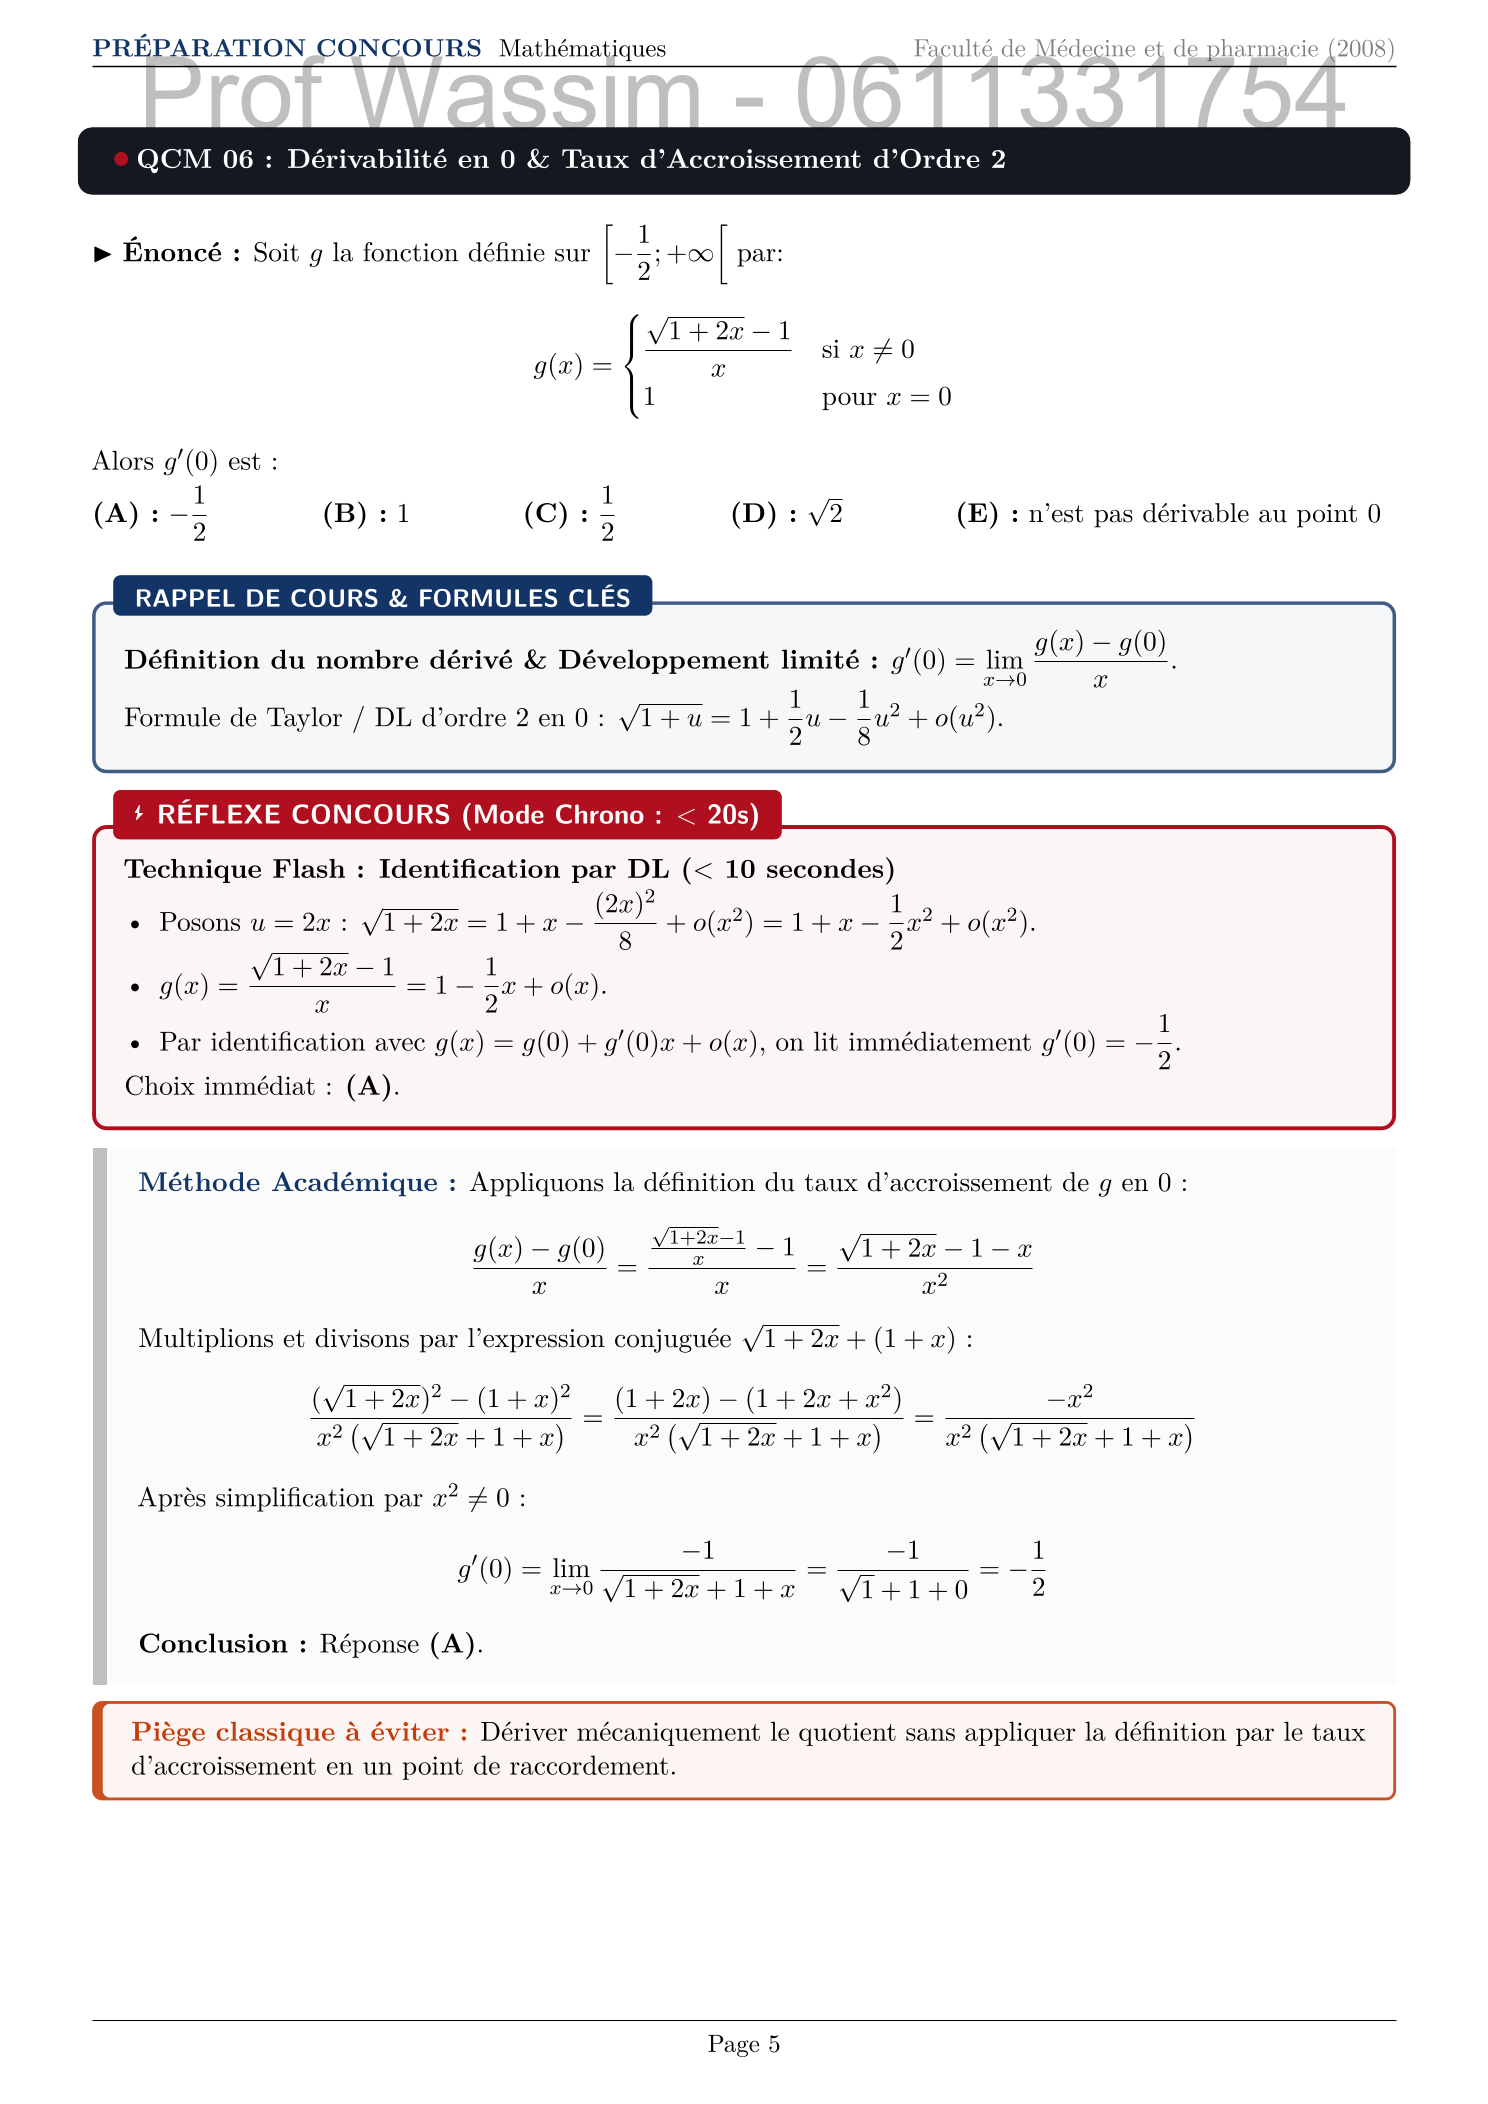 PRÉPARATION CONCOURS Mathématiques Faculté de Médecine et de pharmacie (2008)
Prof Wassim - 0611331754
QCM 06 : Dérivabilité en 0 & Taux d'Accroissement d'Ordre 2
▶ Énoncé : Soit g la fonction définie sur [−1/2; +∞[ par:
g(x) = { (√(1 + 2x) − 1)/x si x ≠ 0
1 pour x = 0
Alors g′(0) est :
(A) : −1/2 (B) : 1 (C) : 1/2 (D) : √2 (E) : n'est pas dérivable au point 0
RAPPEL DE COURS & FORMULES CLÉS
Définition du nombre dérivé & Développement limité : g′(0) = lim x→0 (g(x) − g(0))/x.
Formule de Taylor / DL d'ordre 2 en 0 : √(1 + u) = 1 + 1/2 u − 1/8 u² + o(u²).
RÉFLEXE CONCOURS (Mode Chrono : < 20s)
Technique Flash : Identification par DL (< 10 secondes)
• Posons u = 2x : √(1 + 2x) = 1 + x − (2x)²/8 + o(x²) = 1 + x − 1/2 x² + o(x²).
• g(x) = (√(1 + 2x) − 1)/x = 1 − 1/2 x + o(x).
• Par identification avec g(x) = g(0) + g′(0)x + o(x), on lit immédiatement g′(0) = −1/2.
Choix immédiat : (A).
Méthode Académique : Appliquons la définition du taux d'accroissement de g en 0 :
(g(x) − g(0))/x = ((√(1+2x)−1)/x − 1)/x = (√(1 + 2x) − 1 − x)/x²
Multiplions et divisons par l'expression conjuguée √(1 + 2x) + (1 + x) :
((√(1 + 2x))² − (1 + x)²)/(x² (√(1 + 2x) + 1 + x)) = ((1 + 2x) − (1 + 2x + x²))/(x² (√(1 + 2x) + 1 + x)) = −x²/(x² (√(1 + 2x) + 1 + x))
Après simplification par x² ≠ 0 :
g′(0) = lim x→0 −1/(√(1 + 2x) + 1 + x) = −1/(√1 + 1 + 0) = −1/2
Conclusion : Réponse (A).
Piège classique à éviter : Dériver mécaniquement le quotient sans appliquer la définition par le taux
d'accroissement en un point de raccordement.
Page 5